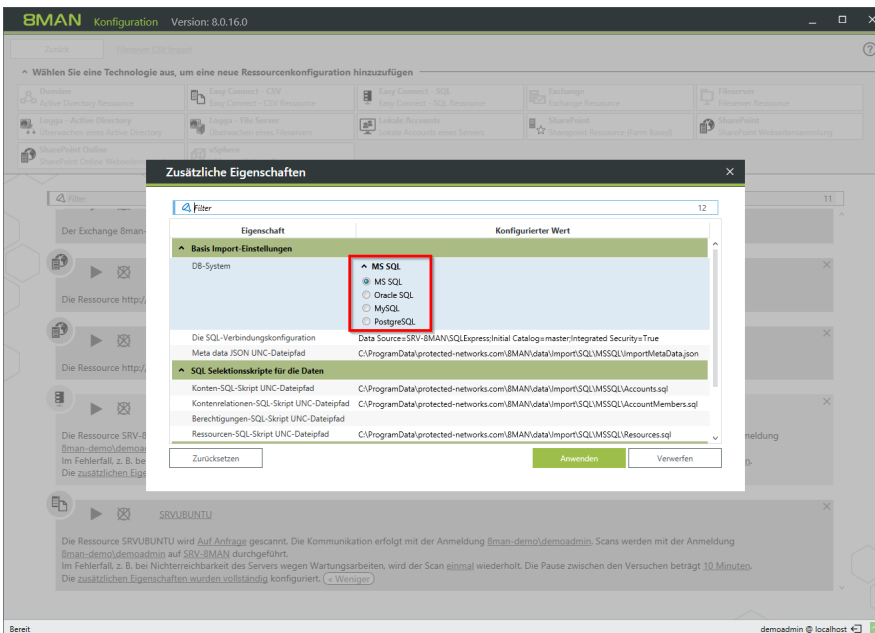 8MAN Konfiguration Version: 8.0.16.0
Zurück Fileserver CSV Import
Wählen Sie eine Technologie aus, um eine neue Ressourcenkonfiguration hinzuzufügen
Domäne
Active Directory Ressource
Easy Connect - CSV
Easy Connect - CSV Ressource
Easy Connect - SQL
Easy Connect - SQL Ressource
Exchange
Exchange Ressource
Fileserver
Fileserver Ressource
Logga - Active Directory
Überwachen eines Active Directory
Logga - File Server
Überwachen eines Fileservers
Lokale Accounts
Lokale Accounts eines Servers
SharePoint
Sharepoint Ressource (Farm Based)
SharePoint
SharePoint Webseitensammlung
SharePoint Online
SharePoint Online
vSphere
Filter 11
Der Exchange 8man-
Die Ressource http:/
Die Ressource http:/
Die Ressource SRV-8 meldung
8man-demo\demoa
Im Fehlerfall, z. B. be n.
Die zusätzlichen Eige
Zusätzliche Eigenschaften
Filter 12
Eigenschaft Konfigurierter Wert
Basis Import-Einstellungen
DB-System MS SQL
MS SQL
Oracle SQL
MySQL
PostgreSQL
Die SQL-Verbindungskonfiguration Data Source=SRV-8MAN\SQLExpress;Initial Catalog=master;Integrated Security=True
Meta data JSON UNC-Dateipfad C:\ProgramData\protected-networks.com\8MAN\data\Import\SQL\MSSQL\ImportMetaData.json
SQL Selektionsskripte für die Daten
Konten-SQL-Skript UNC-Dateipfad C:\ProgramData\protected-networks.com\8MAN\data\Import\SQL\MSSQL\Accounts.sql
Kontenrelationen-SQL-Skript UNC-Dateipfad C:\ProgramData\protected-networks.com\8MAN\data\Import\SQL\MSSQL\AccountMembers.sql
Berechtigungen-SQL-Skript UNC-Dateipfad
Ressourcen-SQL-Skript UNC-Dateipfad C:\ProgramData\protected-networks.com\8MAN\data\Import\SQL\MSSQL\Resources.sql
Zurücksetzen Anwenden Verwerfen
SRVUBUNTU
Die Ressource SRVUBUNTU wird Auf Anfrage gescannt. Die Kommunikation erfolgt mit der Anmeldung 8man-demo\demoadmin. Scans werden mit der Anmeldung
8man-demo\demoadmin auf SRV-8MAN durchgeführt.
Im Fehlerfall, z. B. bei Nichterreichbarkeit des Servers wegen Wartungsarbeiten, wird der Scan einmal wiederholt. Die Pause zwischen den Versuchen beträgt 10 Minuten.
Die zusätzlichen Eigenschaften wurden vollständig konfiguriert. « Weniger
Bereit demoadmin @ localhost